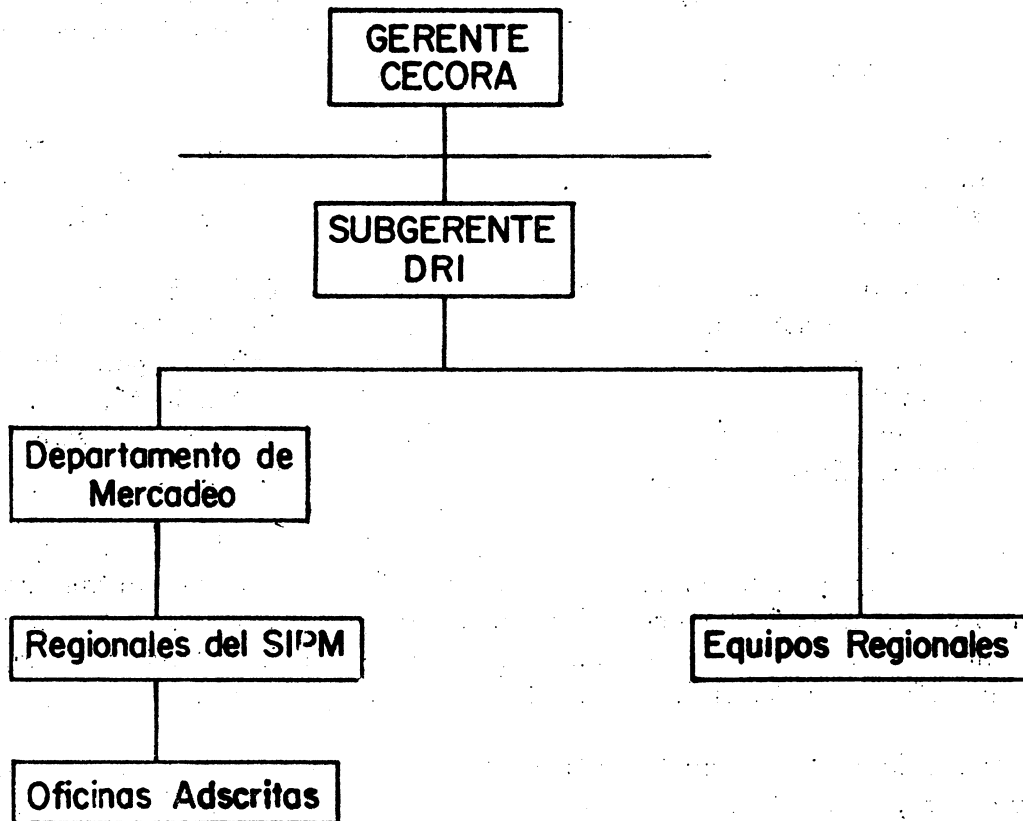 GERENTE
CECORA
SUBGERENTE
DRI
Departamento de
Mercadeo
Regionales del SIPM
Equipos Regionales
Oficinas Adscritas